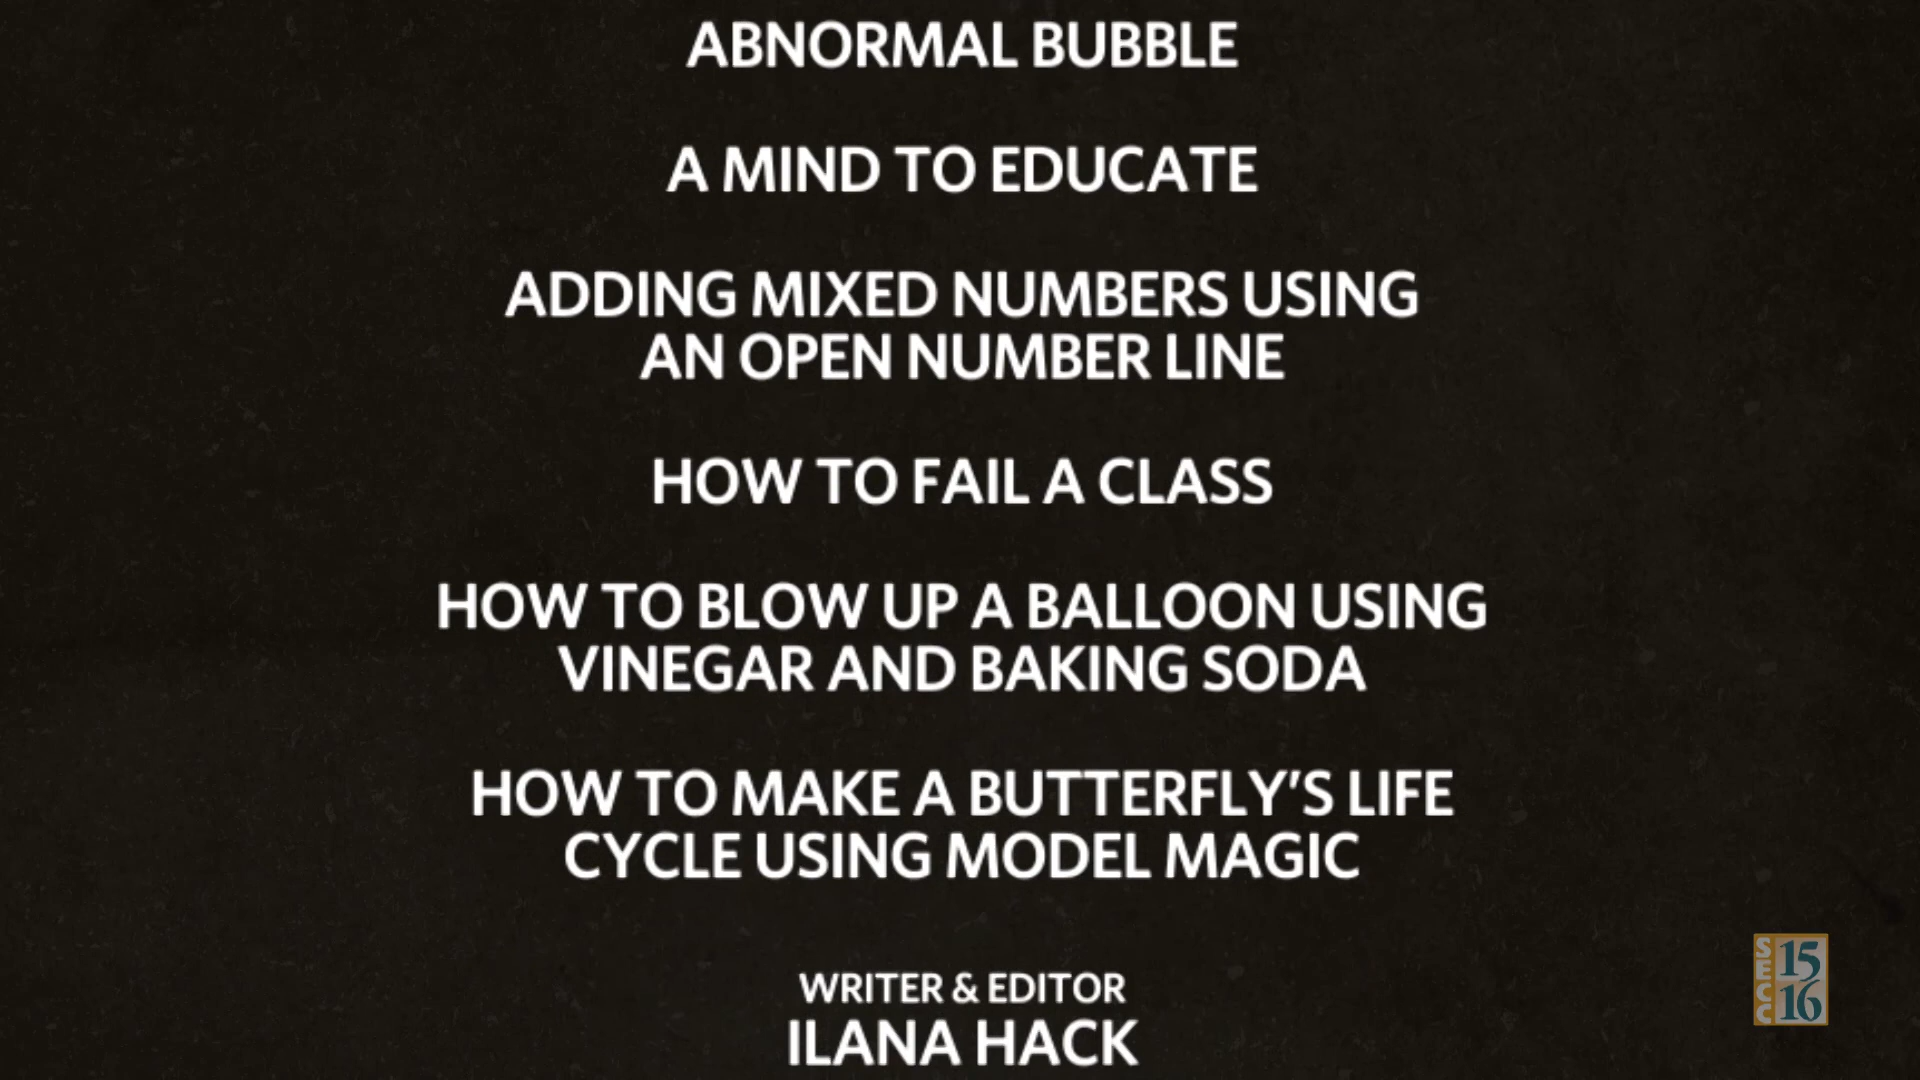 ABNORMAL BUBBLE
A MIND TO EDUCATE
ADDING MIXED NUMBERS USING
AN OPEN NUMBER LINE
HOW TO FAIL A CLASS
HOW TO BLOW UP A BALLOON USING
VINEGAR AND BAKING SODA
HOW TO MAKE A BUTTERFLY’S LIFE
CYCLE USING MODEL MAGIC
WRITER & EDITOR
ILANA HACK
SECC
15
16